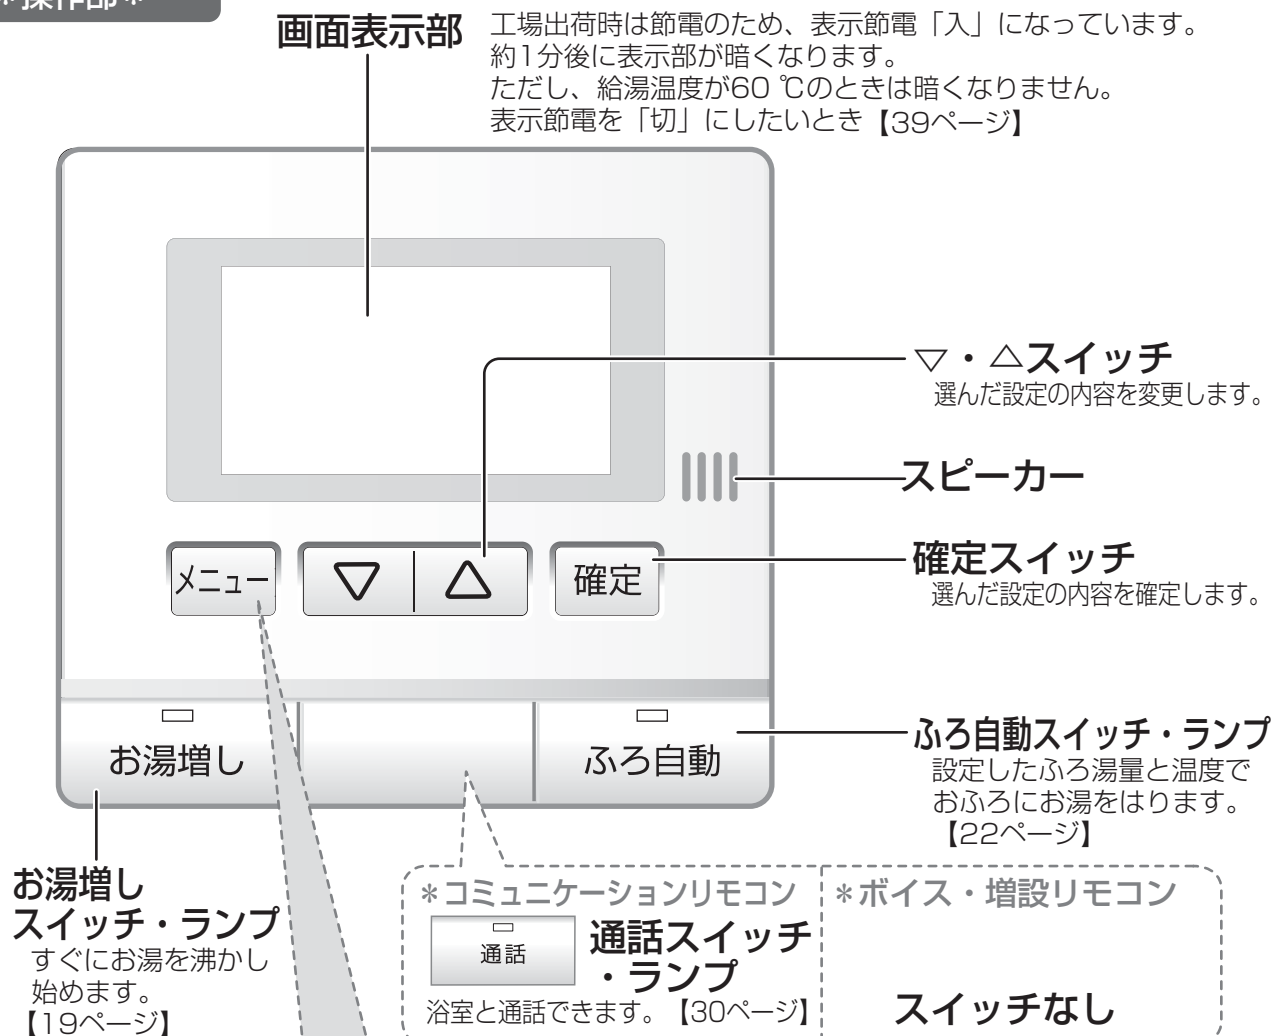 ＊操作部＊
画面表示部
工場出荷時は節電のため、表示節電「入」になっています。
約1分後に表示部が暗くなります。
ただし、給湯温度が60 ℃のときは暗くなりません。
表示節電を「切」にしたいとき【39ページ】
▽・△スイッチ
選んだ設定の内容を変更します。
スピーカー
確定スイッチ
選んだ設定の内容を確定します。
メニュー
▽
△
確定
お湯増し
ふろ自動
ふろ自動スイッチ・ランプ
設定したふろ湯量と温度で
おふろにお湯をはります。
【22ページ】
お湯増し
スイッチ・ランプ
すぐにお湯を沸かし
始めます。
【19ページ】
＊コミュニケーションリモコン
通話
通話スイッチ
・ランプ
浴室と通話できます。【30ページ】
＊ボイス・増設リモコン
スイッチなし